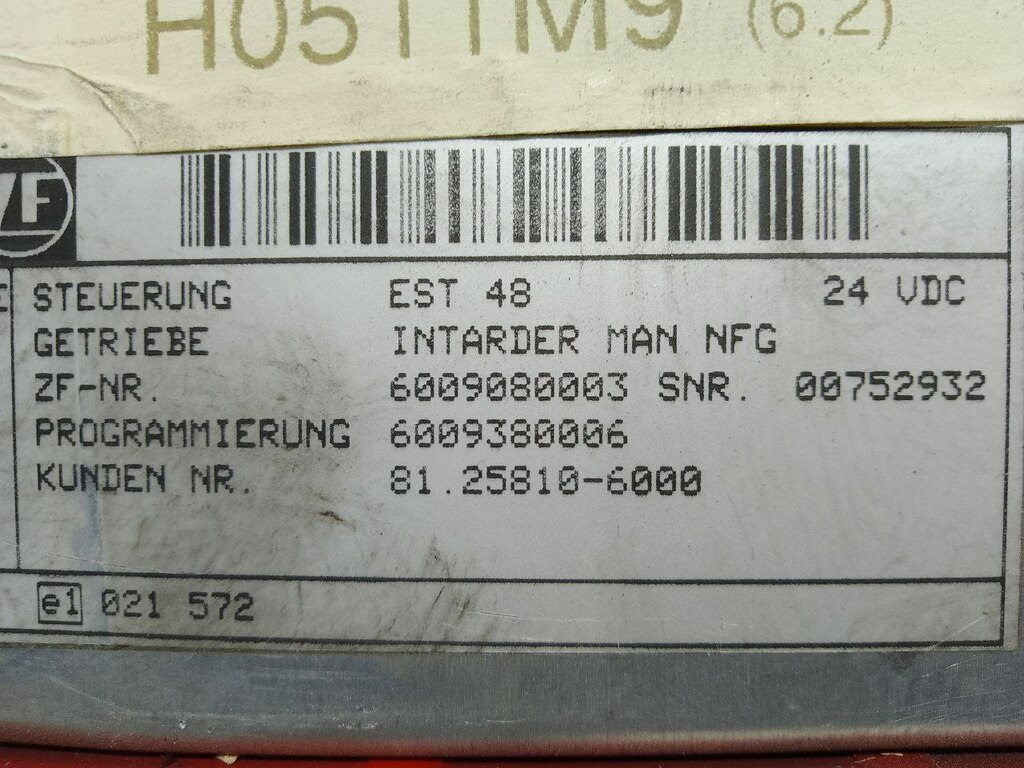 H0511M9 (6.2)
ZF
STEUERUNG EST 48 24 VDC
GETRIEBE INTARDER MAN NFG
ZF-NR. 6009080003 SNR. 00752932
PROGRAMMIERUNG 6009380006
KUNDEN NR. 81.25810-6000
e1 021 572